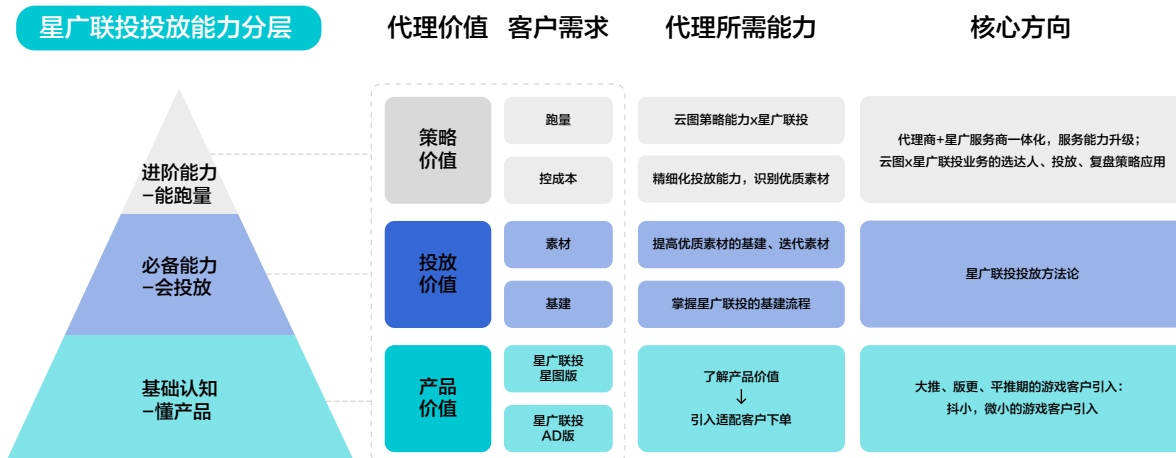 星广联投投放能力分层
代理价值
客户需求
代理所需能力
核心方向
进阶能力
-能跑量
策略
价值
跑量
云图策略能力x星广联投
控成本
精细化投放能力，识别优质素材
代理商+星广服务商一体化，服务能力升级；
云图x星广联投业务的选达人、投放、复盘策略应用
必备能力
-会投放
投放
价值
素材
提高优质素材的基建、迭代素材
基建
掌握星广联投的基建流程
星广联投投放方法论
基础认知
-懂产品
产品
价值
星广联投
星图版
星广联投
AD版
了解产品价值
↓
引入适配客户下单
大推、版更、平推期的游戏客户引入：
抖小，微小的游戏客户引入